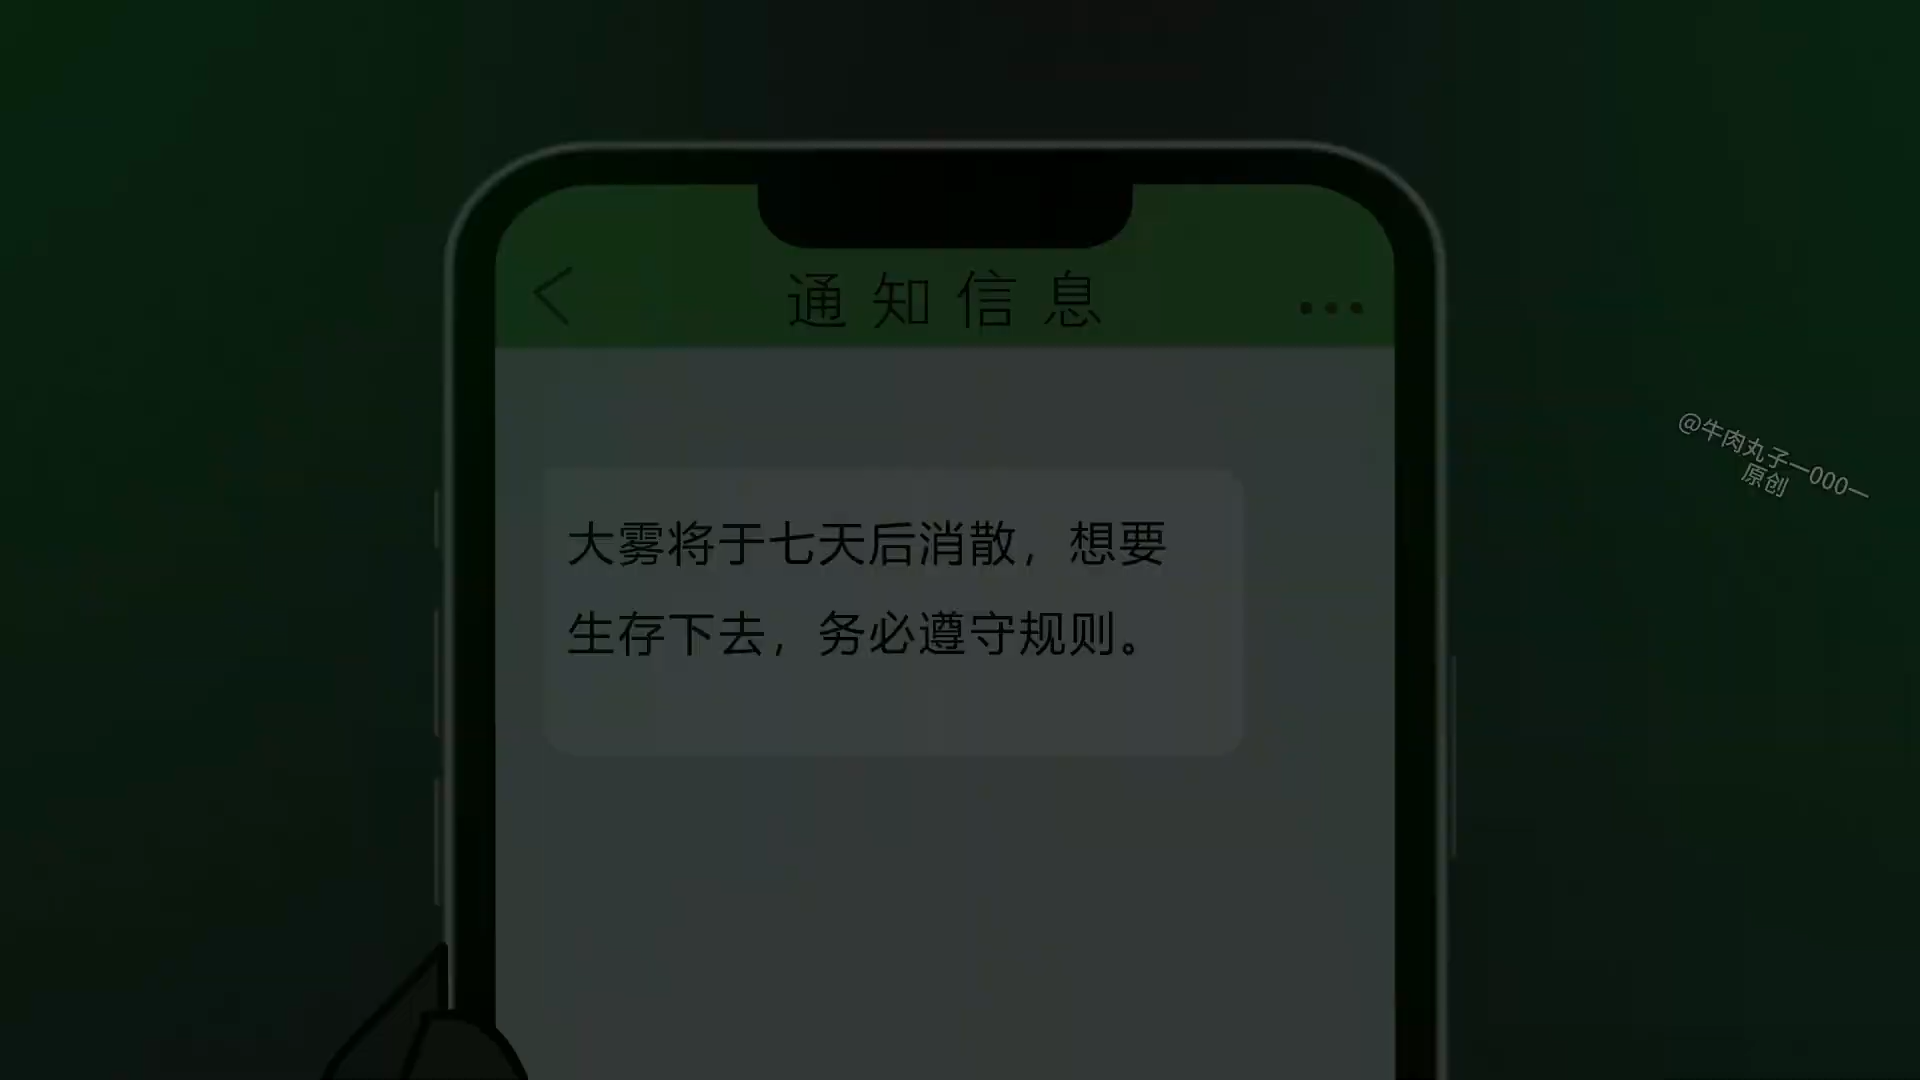 通知信息
大雾将于七天后消散，想要
生存下去，务必遵守规则。
@牛肉丸子一000一
原创